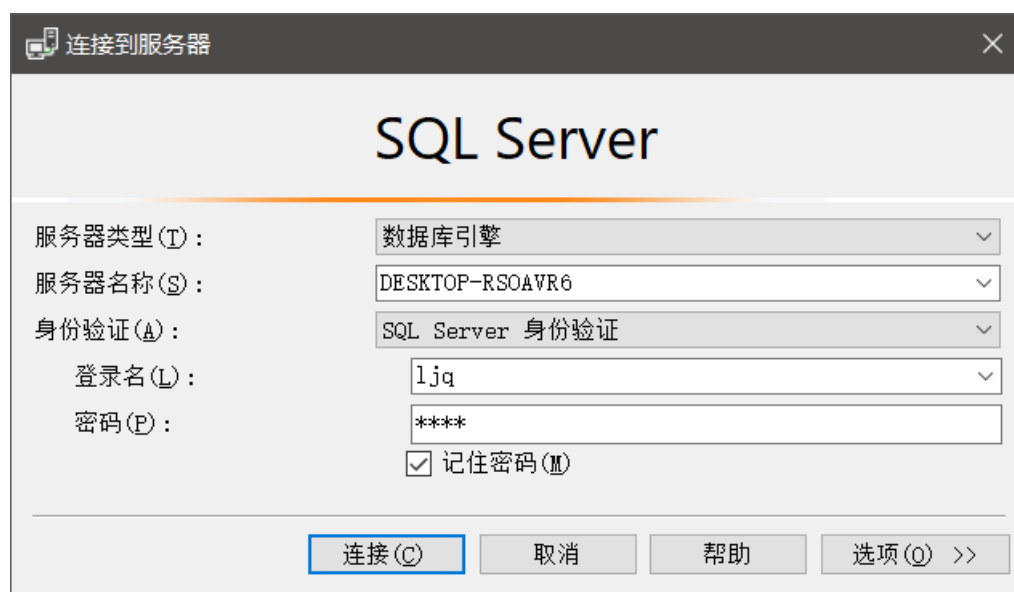 连接到服务器
SQL Server
服务器类型(T): 数据库引擎
服务器名称(S): DESKTOP-RSOAVR6
身份验证(A): SQL Server 身份验证
登录名(L): ljq
密码(P): ****
记住密码(M)
连接(C) 取消 帮助 选项(O) >>